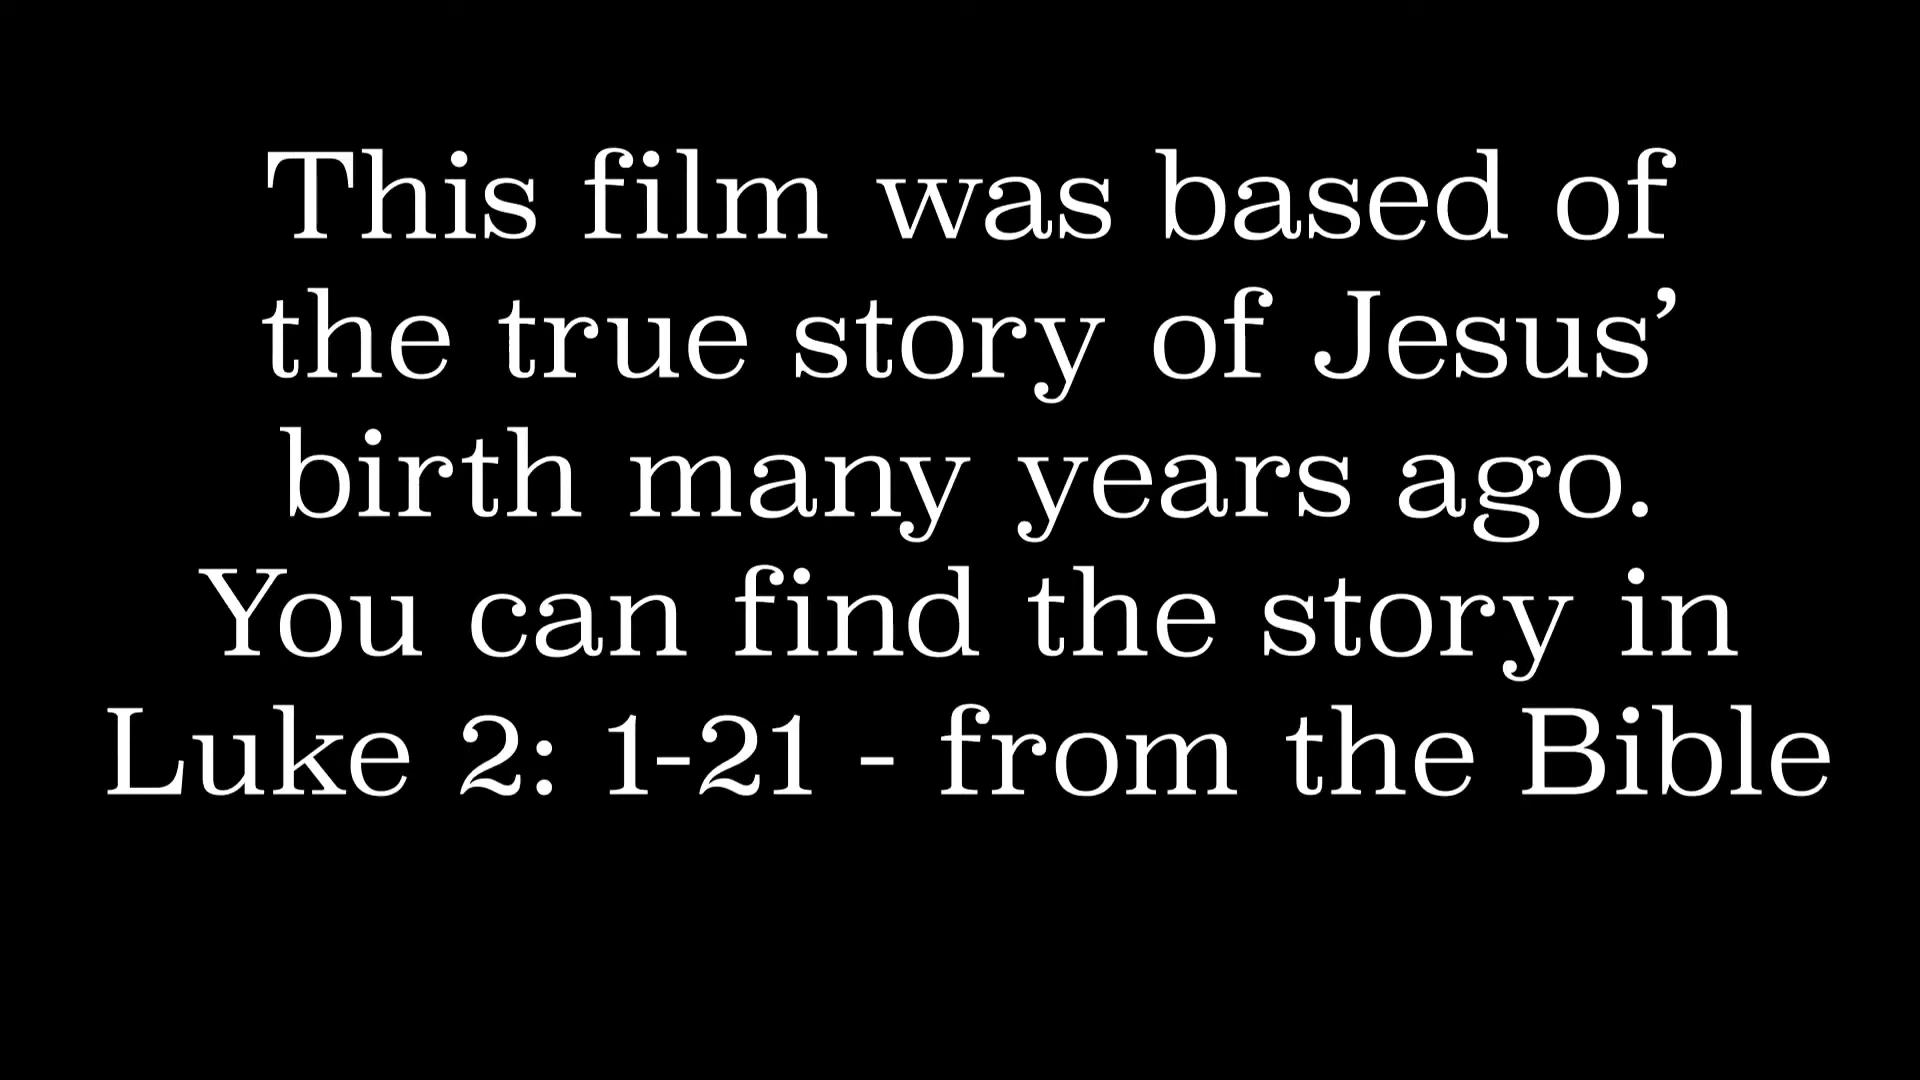 This film was based of
the true story of Jesus’
birth many years ago.
You can find the story in
Luke 2: 1-21 - from the Bible